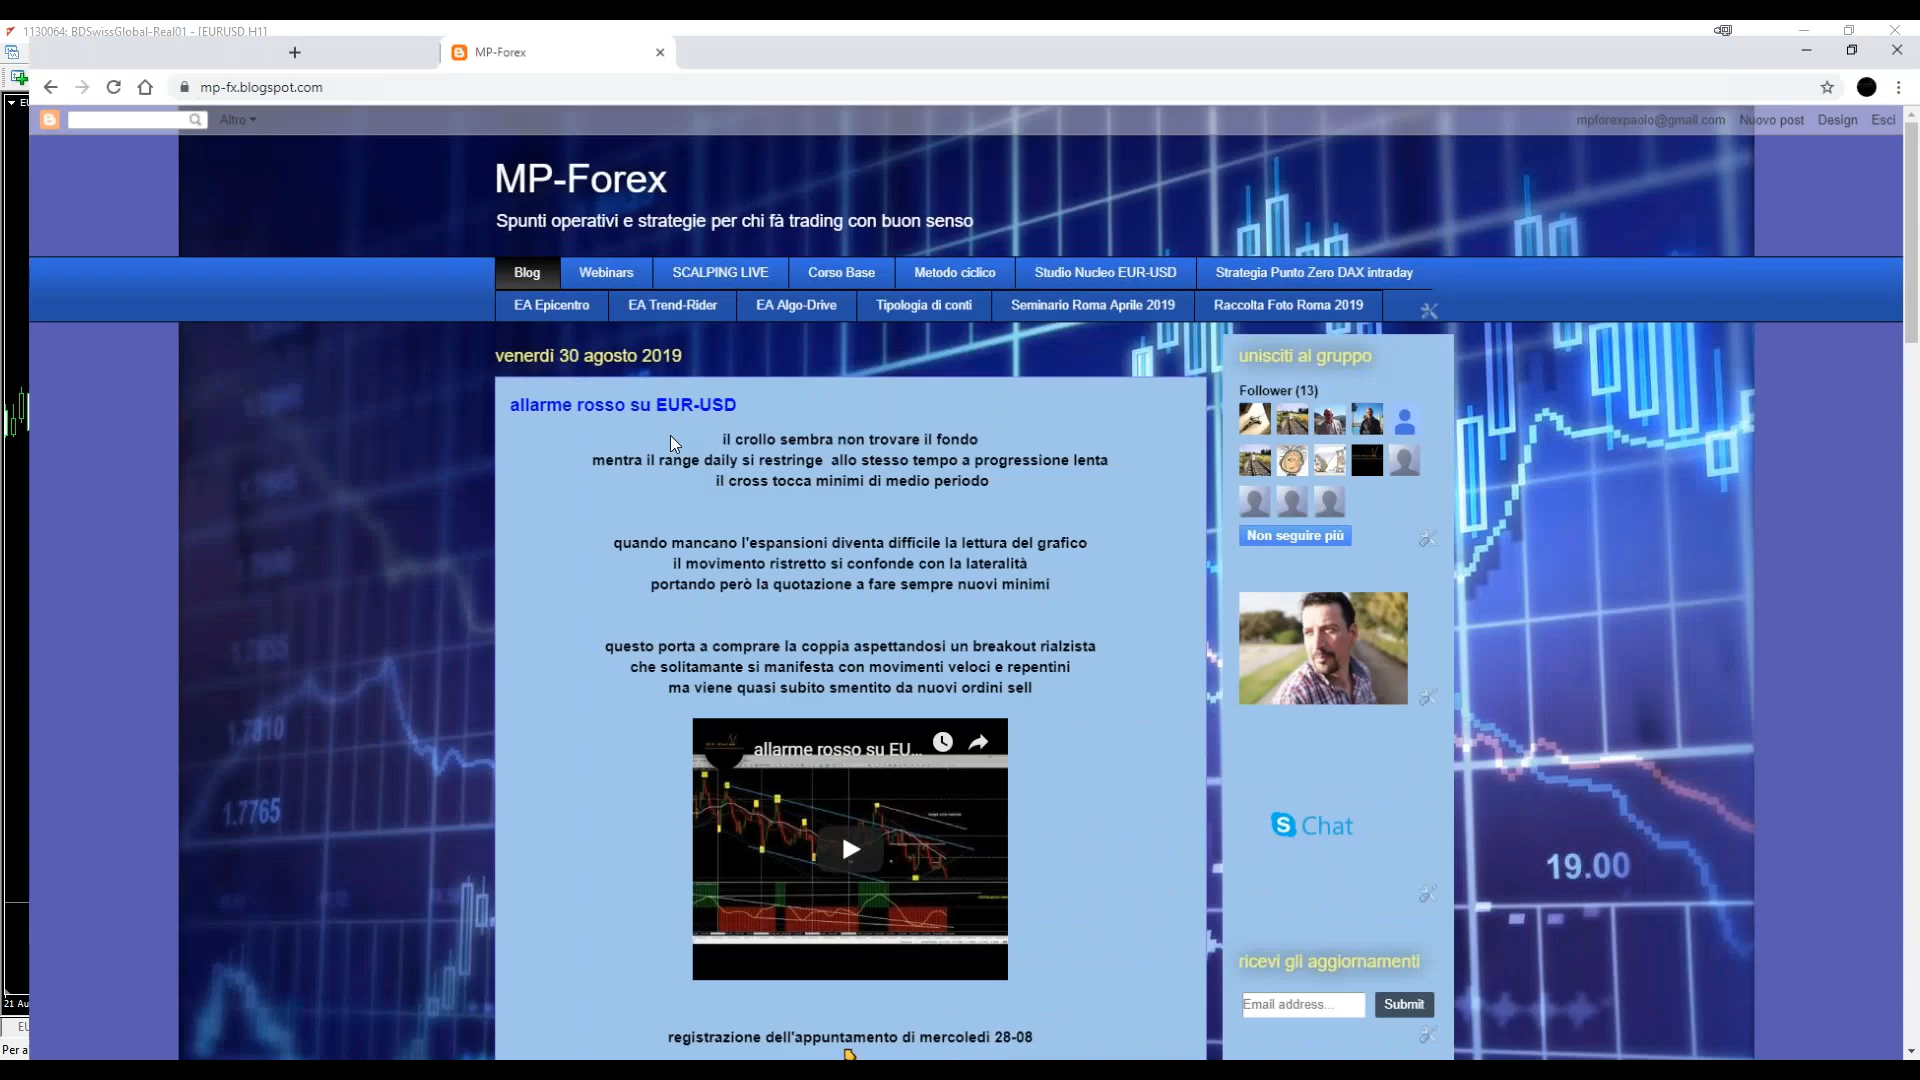 1130064: BDSwissGlobal-Real01 - [EURUSD,H1]
MP-Forex
mp-fx.blogspot.com
Altro
mpforexpaolo@gmail.com Nuovo post Design Esci
MP-Forex
Spunti operativi e strategie per chi fà trading con buon senso
Blog Webinars SCALPING LIVE Corso Base Metodo ciclico Studio Nucleo EUR-USD Strategia Punto Zero DAX intraday
EA Epicentro EA Trend-Rider EA Algo-Drive Tipologia di conti Seminario Roma Aprile 2019 Raccolta Foto Roma 2019
venerdì 30 agosto 2019
allarme rosso su EUR-USD
il crollo sembra non trovare il fondo
mentra il range daily si restringe allo stesso tempo a progressione lenta
il cross tocca minimi di medio periodo
quando mancano l'espansioni diventa difficile la lettura del grafico
il movimento ristretto si confonde con la lateralità
portando però la quotazione a fare sempre nuovi minimi
questo porta a comprare la coppia aspettandosi un breakout rialzista
che solitamante si manifesta con movimenti veloci e repentini
ma viene quasi subito smentito da nuovi ordini sell
allarme rosso su EU...
registrazione dell'appuntamento di mercoledì 28-08
unisciti al gruppo
Follower (13)
Non seguire più
Chat
ricevi gli aggiornamenti
Email address...
Submit
1.7810
1.7765
19.00
21 Au
EU
Per a